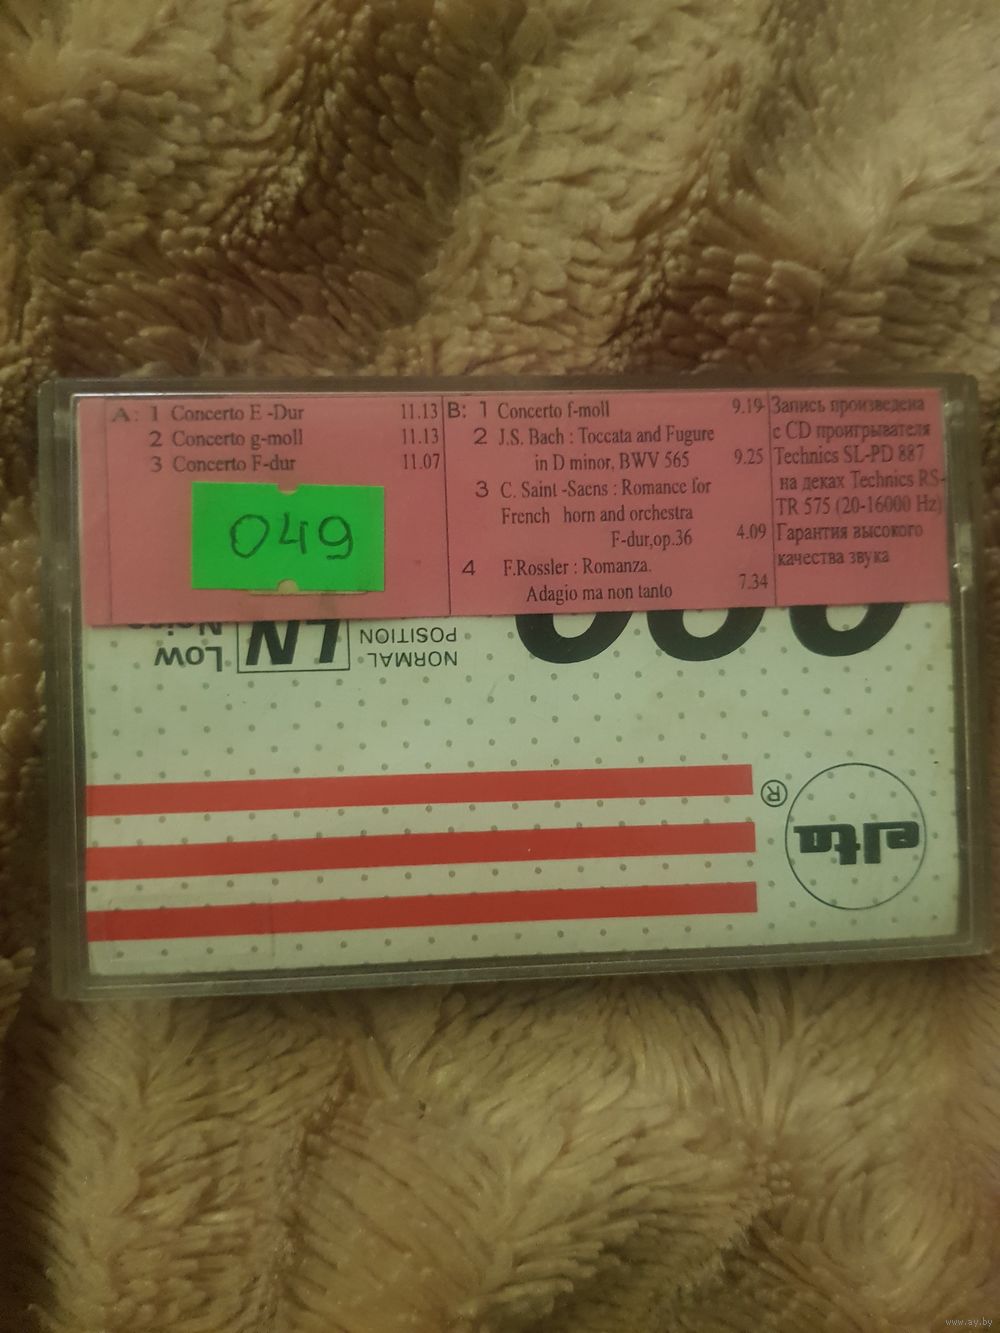 A: 1 Concerto E -Dur 11.13
2 Concerto g-moll 11.13
3 Concerto F-dur 11.07
049
B: 1 Concerto f-moll 9.19
2 J.S. Bach : Toccata and Fugure
in D minor, BWV 565 9.25
3 C. Saint -Saens : Romance for
French horn and orchestra
F-dur,op.36 4.09
4 F.Rossler : Romanza.
Adagio ma non tanto 7.34
Запись произведена
с CD проигрывателя
Technics SL-PD 887
на деках Technics RS-
TR 575 (20-16000 Hz)
Гарантия высокого
качества звука
Low Noise
LN
NORMAL
POSITION
elta
®
www.ay.by